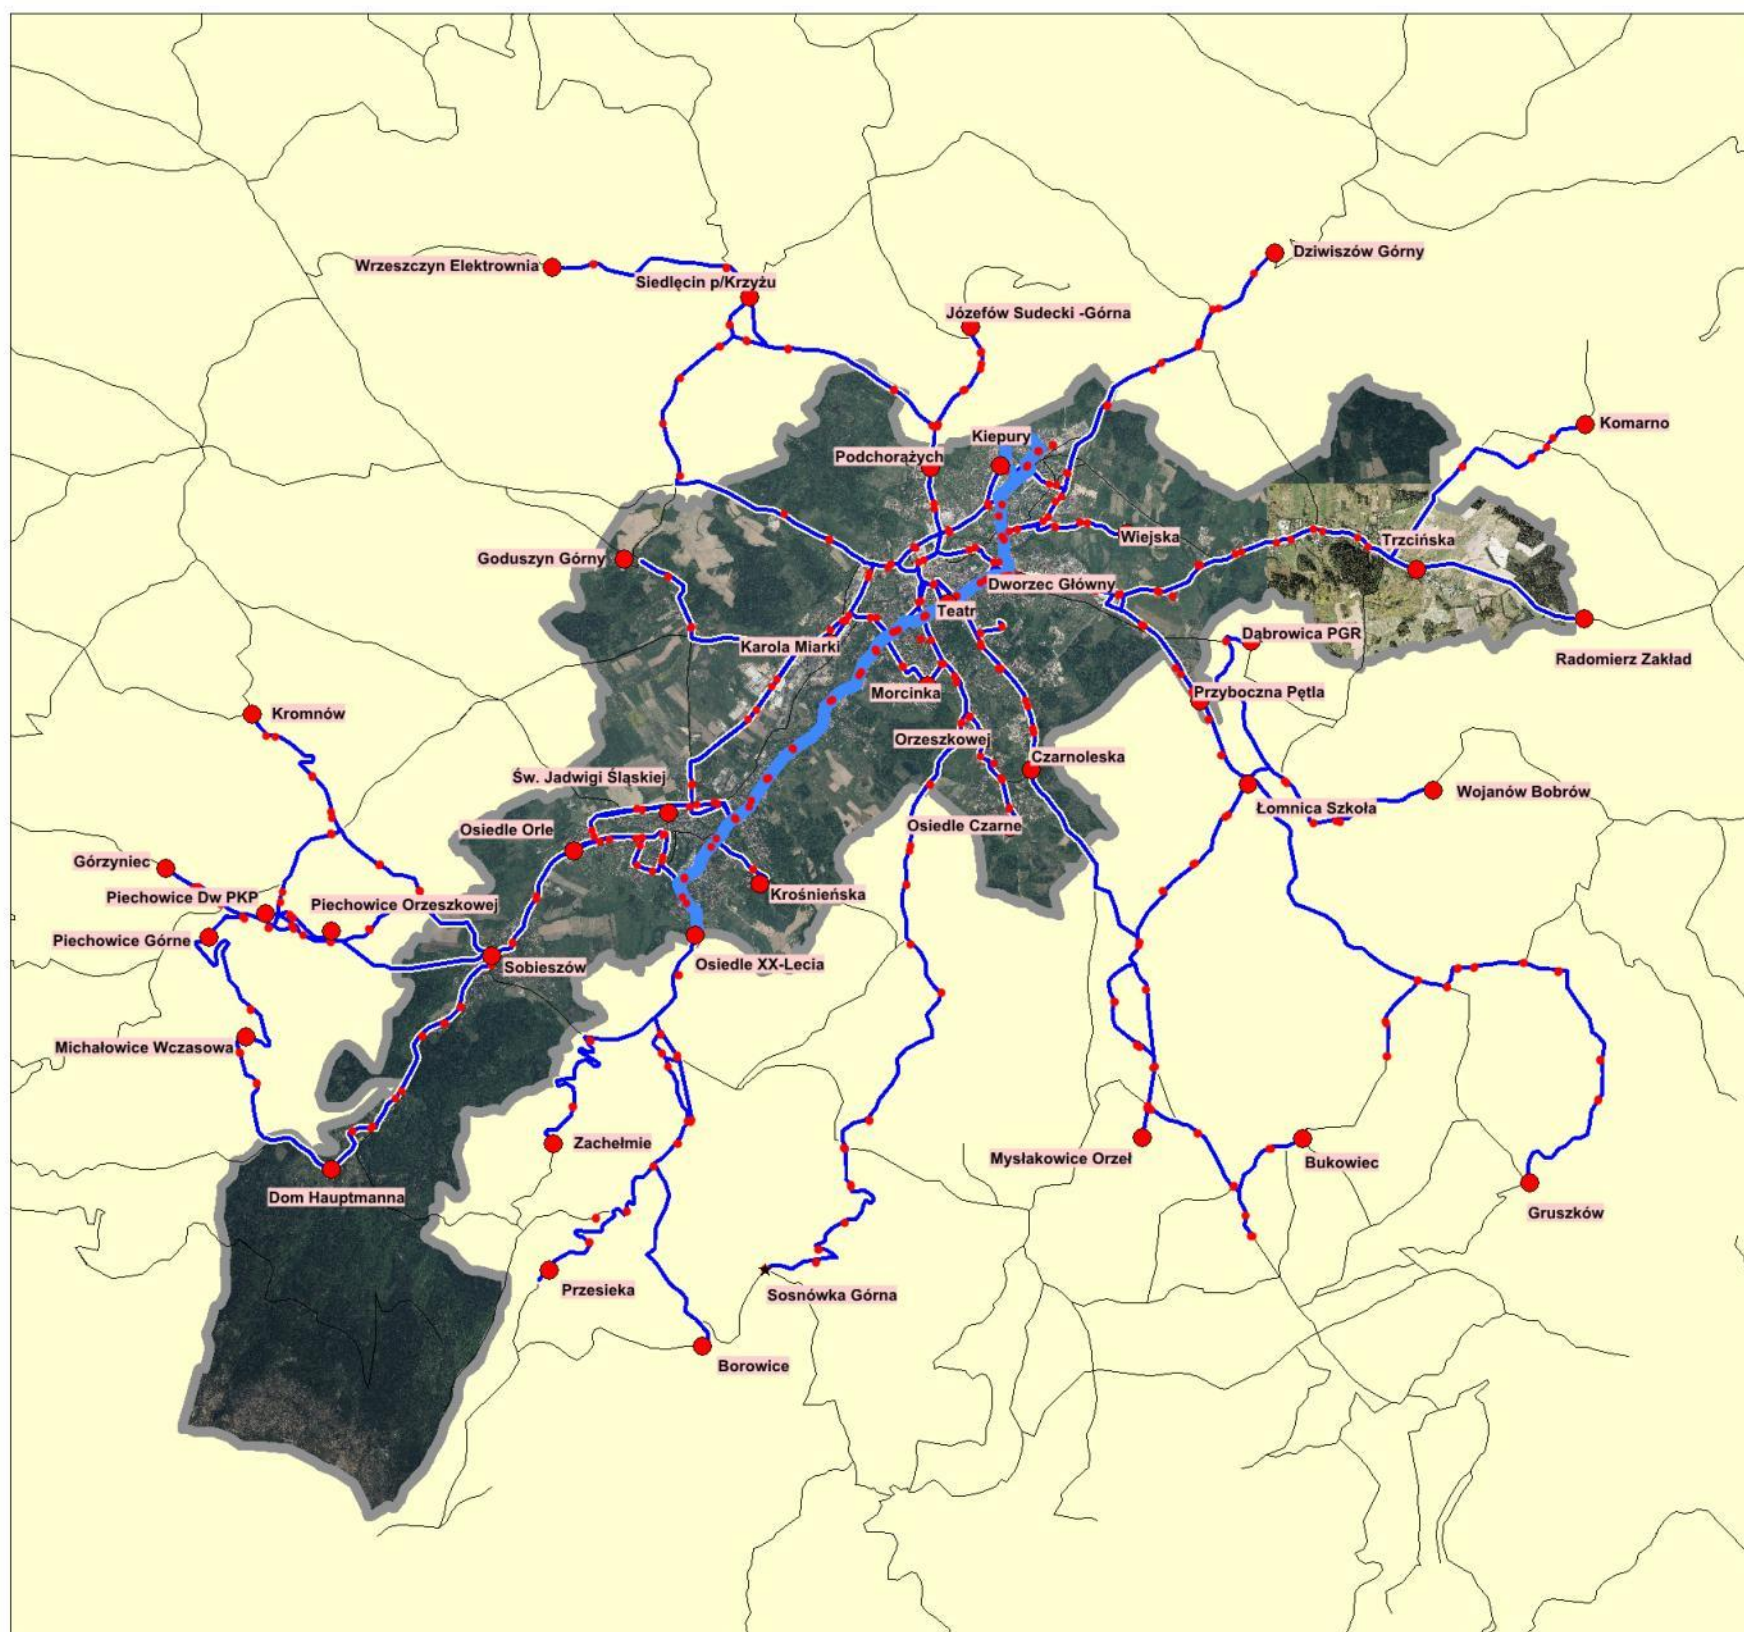 Dziwiszów Górny
Wrzeszczyn Elektrownia
Siedlęcin p/Krzyżu
Józefów Sudecki -Górna
Komarno
Kiepury
Podchorążych
Wiejska
Trzcińska
Goduszyn Górny
Dworzec Główny
Teatr
Dąbrowica PGR
Karola Miarki
Radomierz Zakład
Morcinka
Przyboczna Pętla
Kromnów
Orzeszkowej
Czarnoleska
Św. Jadwigi Śląskiej
Wojanów Bobrów
Łomnica Szkoła
Osiedle Czarne
Osiedle Orle
Górzyniec
Krośnieńska
Piechowice Dw PKP
Piechowice Orzeszkowej
Piechowice Górne
Osiedle XX-Lecia
Sobieszów
Michałowice Wczasowa
Zachełmie
Mysłakowice Orzeł
Bukowiec
Dom Hauptmanna
Gruszków
Przesieka
Sosnówka Górna
Borowice